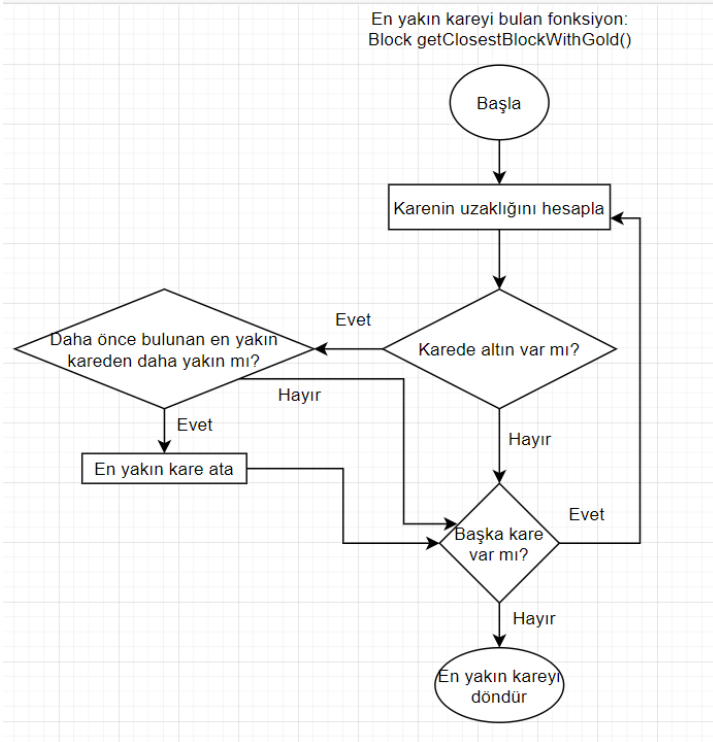 En yakın kareyi bulan fonksiyon:
Block getClosestBlockWithGold()
Başla
Karenin uzaklığını hesapla
Karede altın var mı?
Evet
Daha önce bulunan en yakın
kareden daha yakın mı?
Hayır
Evet
En yakın kare ata
Hayır
Başka kare
var mı?
Evet
Hayır
En yakın kareyi
döndür